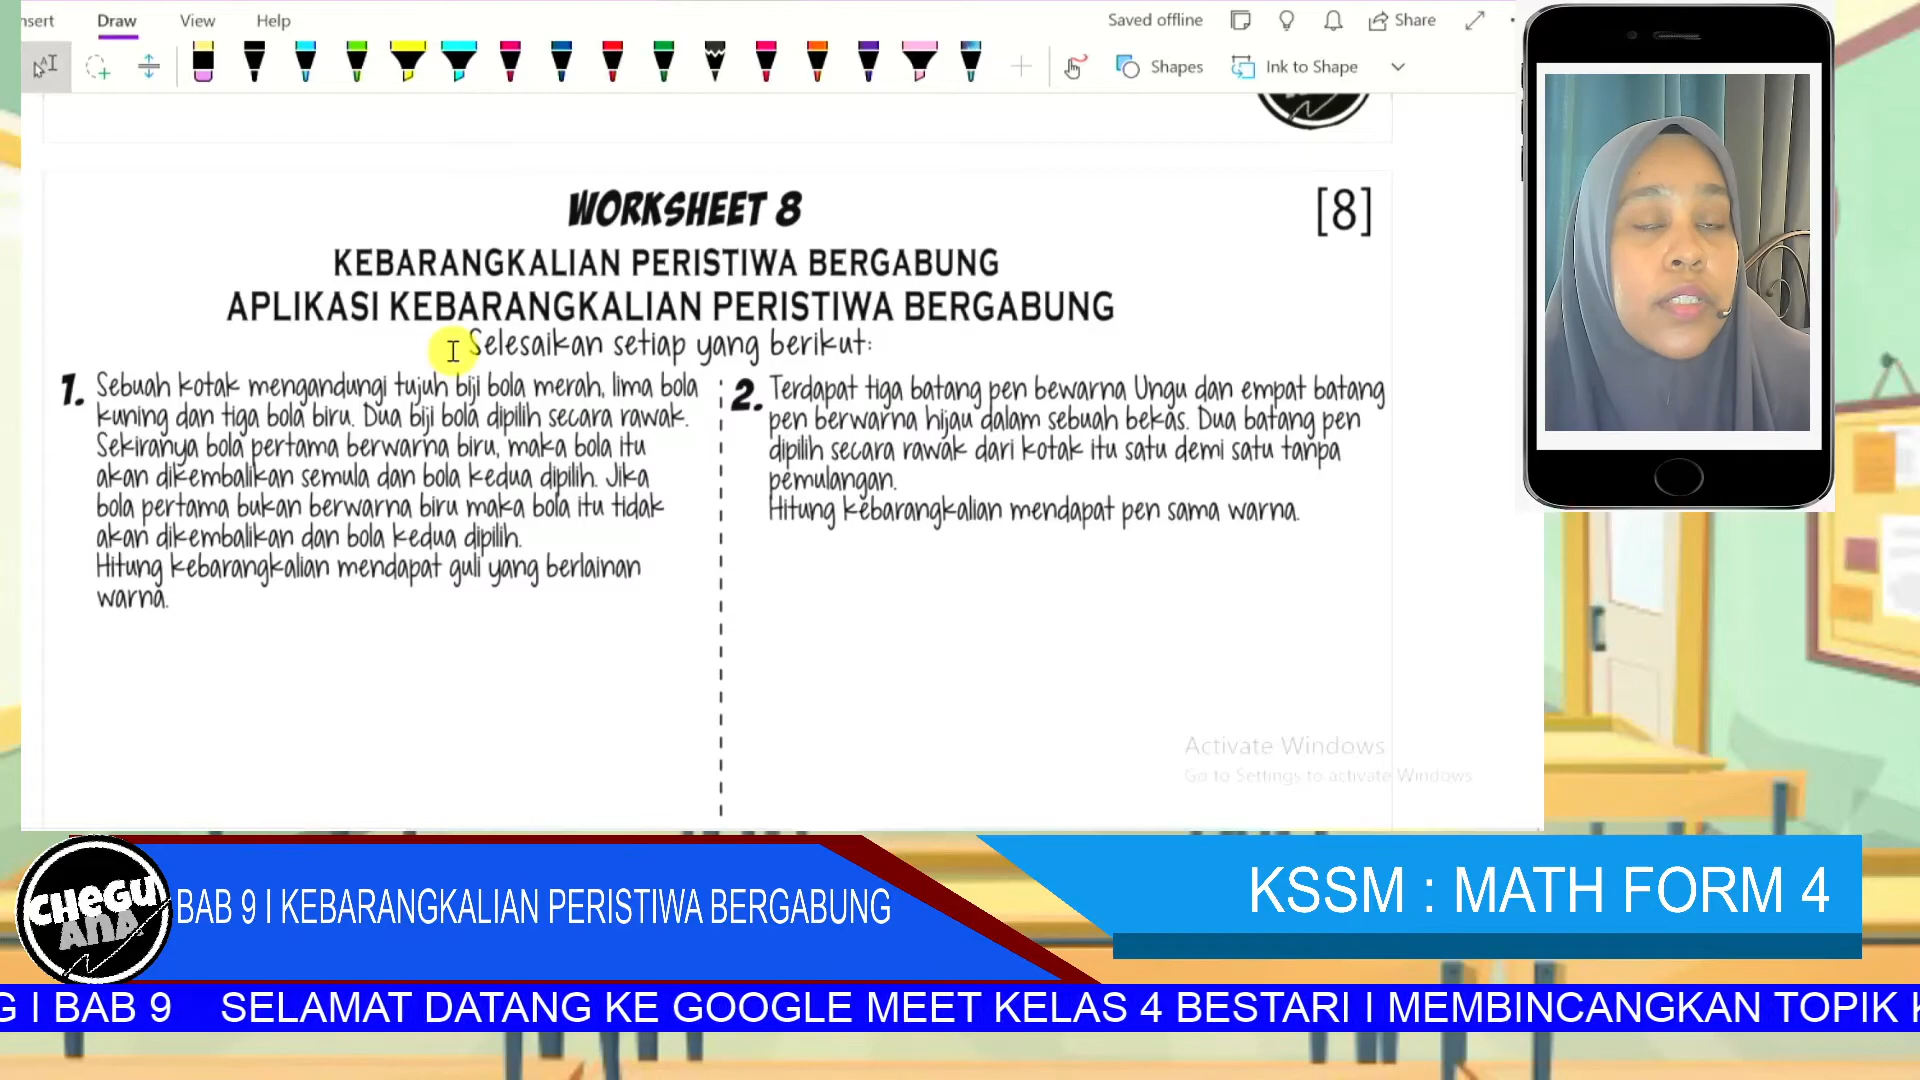 nsert Draw View Help
Saved offline Share
Shapes Ink to Shape
WORKSHEET 8
[8]
KEBARANGKALIAN PERISTIWA BERGABUNG
APLIKASI KEBARANGKALIAN PERISTIWA BERGABUNG
Selesaikan setiap yang berikut:
1. Sebuah kotak mengandungi tujuh biji bola merah, lima bola
kuning dan tiga bola biru. Dua biji bola dipilih secara rawak.
Sekiranya bola pertama berwarna biru, maka bola itu
akan dikembalikan semula dan bola kedua dipilih. Jika
bola pertama bukan berwarna biru maka bola itu tidak
akan dikembalikan dan bola kedua dipilih.
Hitung kebarangkalian mendapat guli yang berlainan
warna.
2. Terdapat tiga batang pen bewarna Ungu dan empat batang
pen berwarna hijau dalam sebuah bekas. Dua batang pen
dipilih secara rawak dari kotak itu satu demi satu tanpa
pemulangan.
Hitung kebarangkalian mendapat pen sama warna.
Activate Windows
Go to Settings to activate Windows
CHEGU
ANA
BAB 9 I KEBARANGKALIAN PERISTIWA BERGABUNG
KSSM : MATH FORM 4
G I BAB 9 SELAMAT DATANG KE GOOGLE MEET KELAS 4 BESTARI I MEMBINCANGKAN TOPIK K